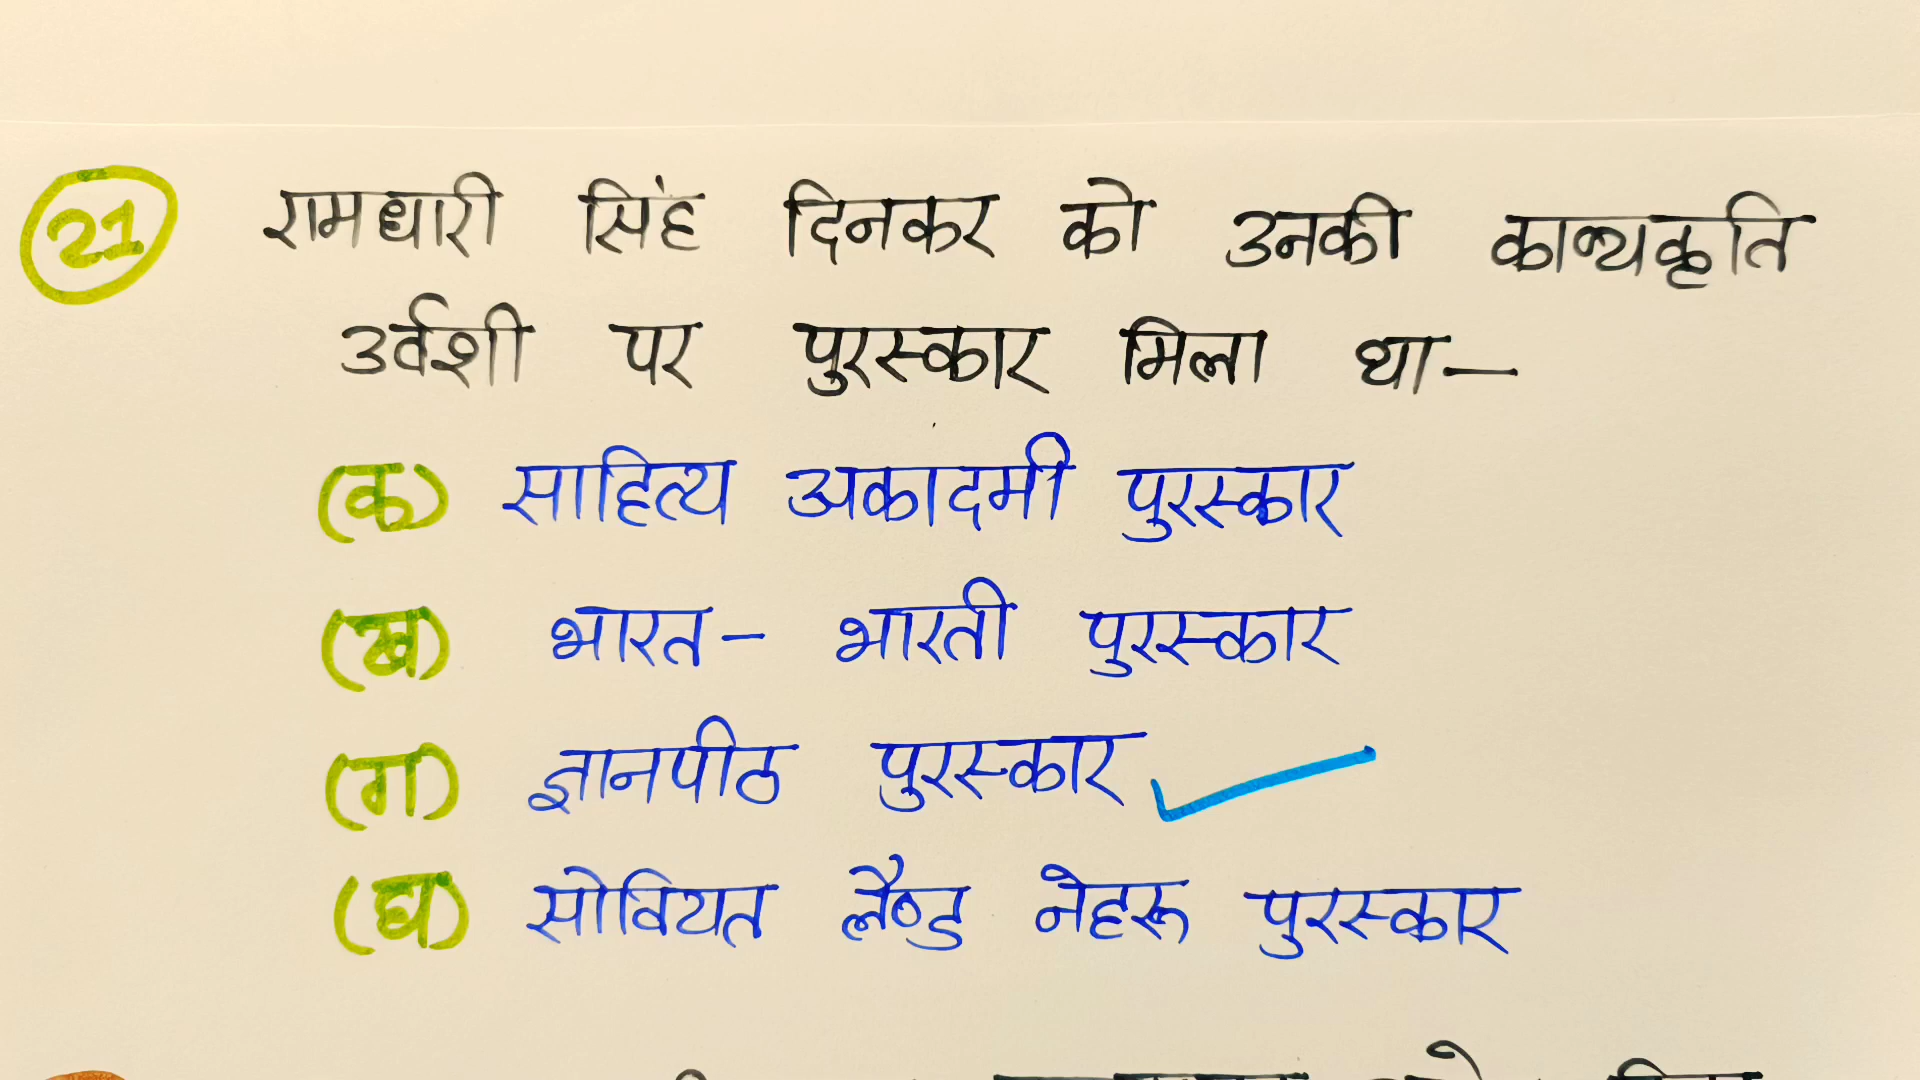 21 रामधारी सिंह दिनकर को उनकी काव्यकृति
उर्वशी पर पुरस्कार मिला था-
(क) साहित्य अकादमी पुरस्कार
(ख) भारत-भारती पुरस्कार
(ग) ज्ञानपीठ पुरस्कार ✓
(घ) सोवियत लैण्ड नेहरू पुरस्कार